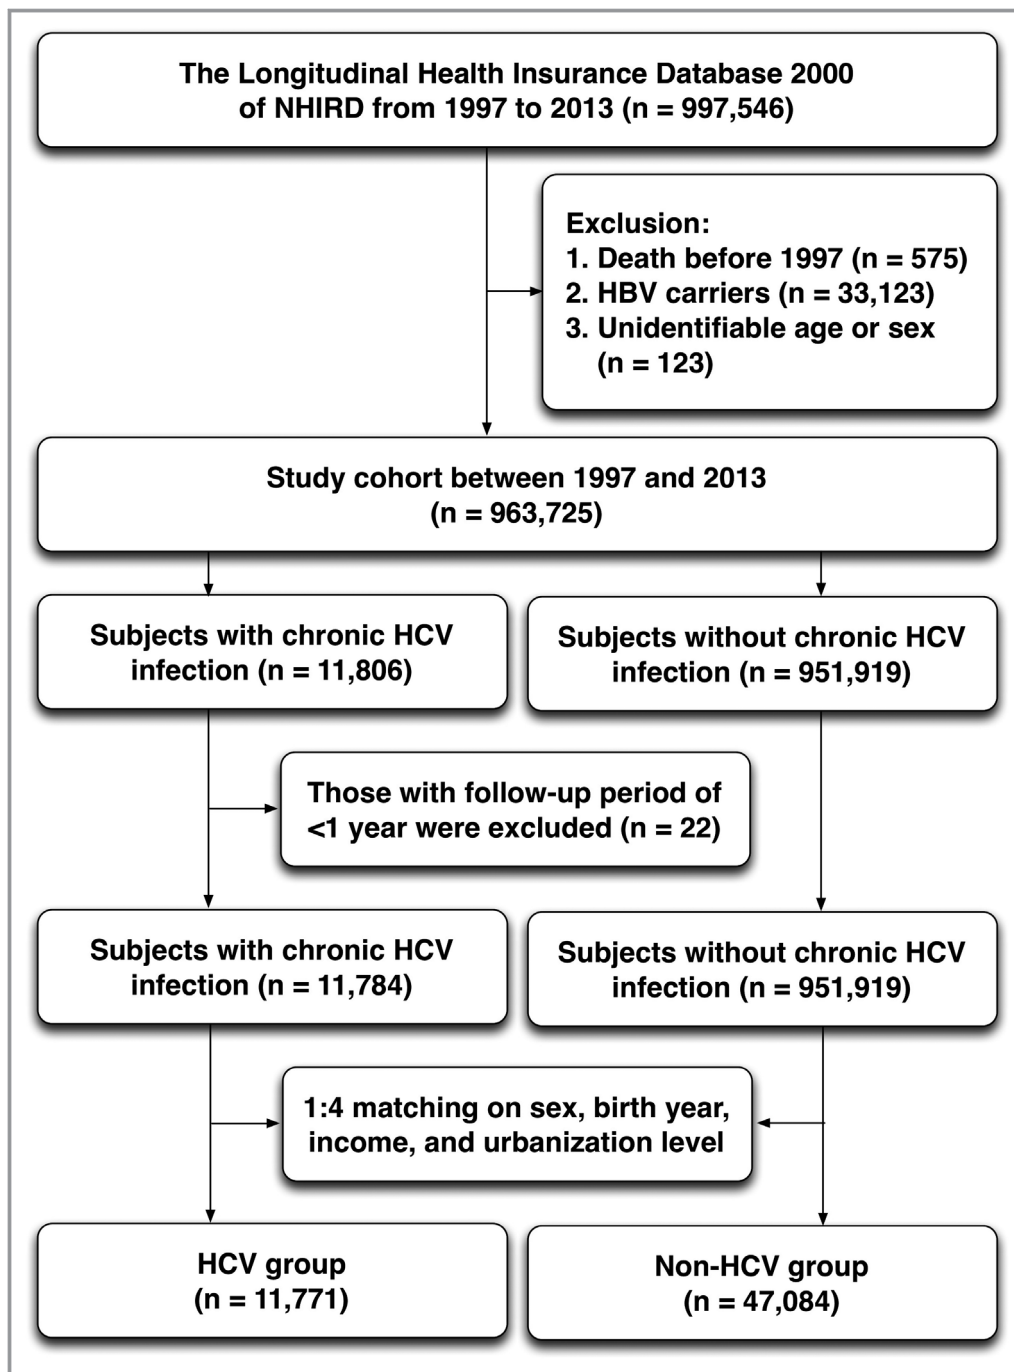 The Longitudinal Health Insurance Database 2000
of NHIRD from 1997 to 2013 (n = 997,546)
Exclusion:
1. Death before 1997 (n = 575)
2. HBV carriers (n = 33,123)
3. Unidentifiable age or sex
(n = 123)
Study cohort between 1997 and 2013
(n = 963,725)
Subjects with chronic HCV
infection (n = 11,806)
Subjects without chronic HCV
infection (n = 951,919)
Those with follow-up period of
<1 year were excluded (n = 22)
Subjects with chronic HCV
infection (n = 11,784)
Subjects without chronic HCV
infection (n = 951,919)
1:4 matching on sex, birth year,
income, and urbanization level
HCV group
(n = 11,771)
Non-HCV group
(n = 47,084)